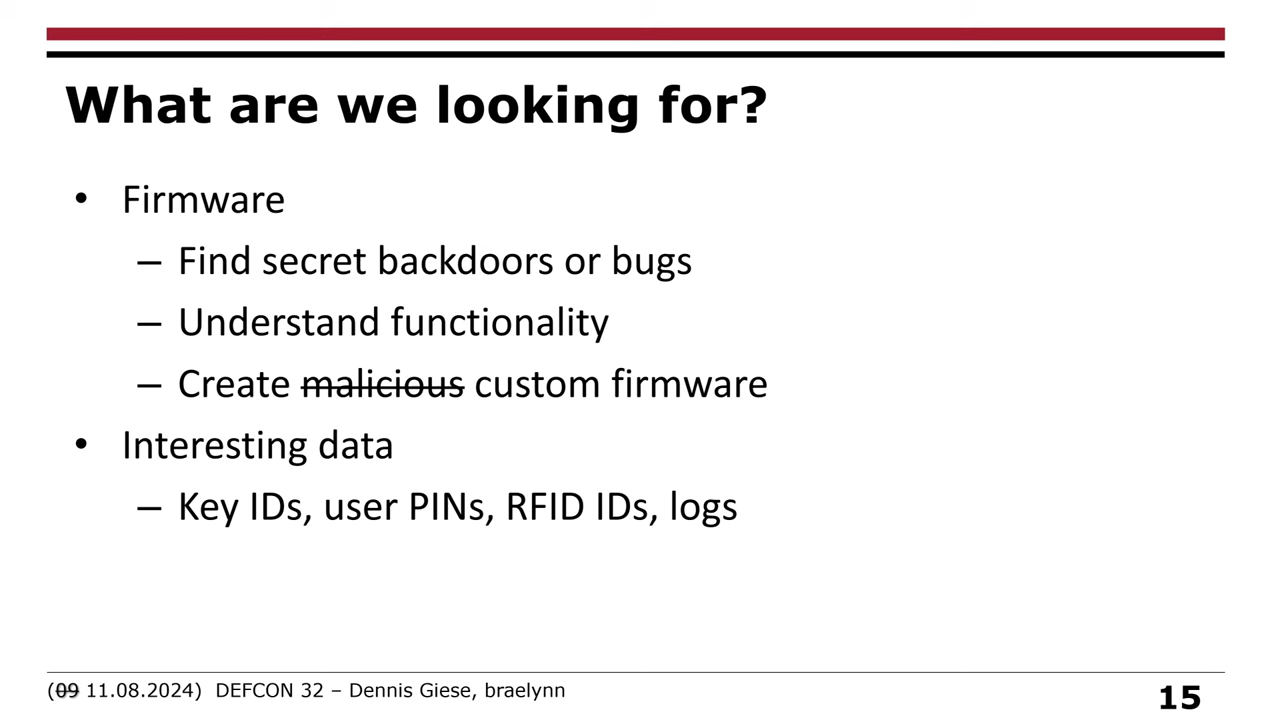 What are we looking for?
• Firmware
– Find secret backdoors or bugs
– Understand functionality
– Create malicious custom firmware
• Interesting data
– Key IDs, user PINs, RFID IDs, logs
(09 11.08.2024) DEFCON 32 – Dennis Giese, braelynn
15